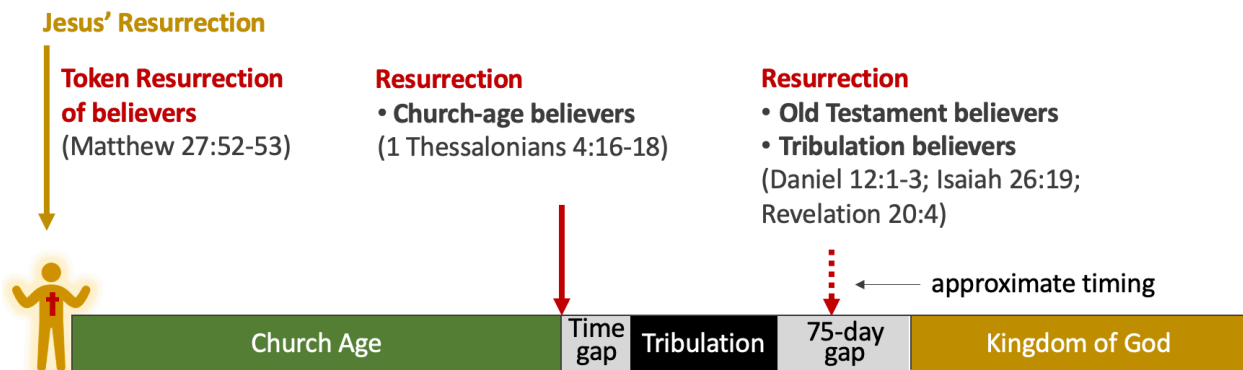 Jesus’ Resurrection
Token Resurrection
of believers
(Matthew 27:52-53)
Resurrection
• Church-age believers
(1 Thessalonians 4:16-18)
Resurrection
• Old Testament believers
• Tribulation believers
(Daniel 12:1-3; Isaiah 26:19;
Revelation 20:4)
approximate timing
Church Age
Time
gap
Tribulation
75-day
gap
Kingdom of God